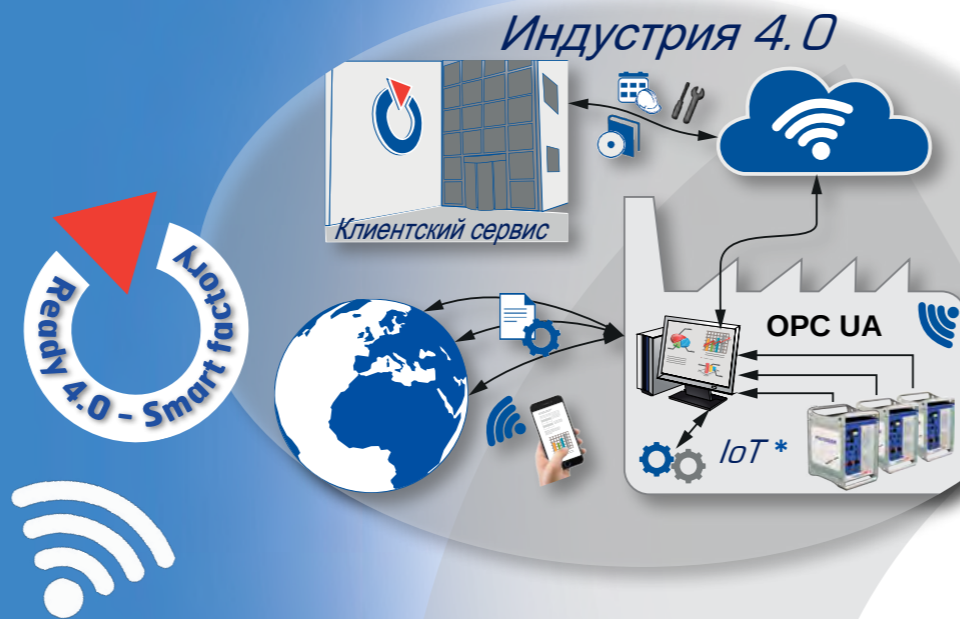 Индустрия 4.0
Клиентский сервис
Ready 4.0 - Smart factory
OPC UA
IoT *